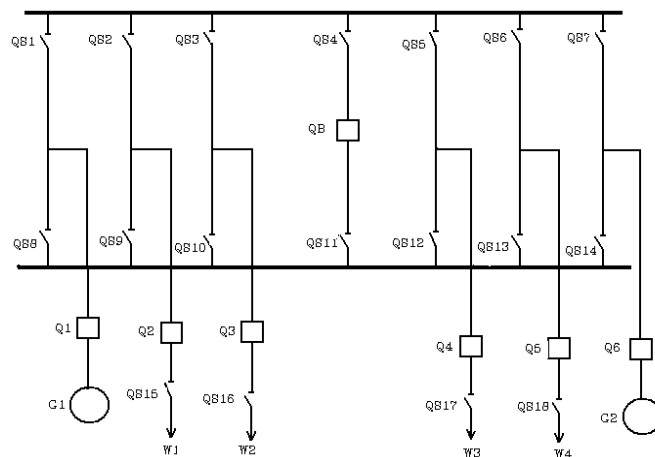 QS1 QS2 QS3 QS4 QS5 QS6 QS7
QB
QS8 QS9 QS10 QS11 QS12 QS13 QS14
Q1 Q2 Q3 Q4 Q5 Q6
QS15 QS16 QS17 QS18
G1 G2
W1 W2 W3 W4